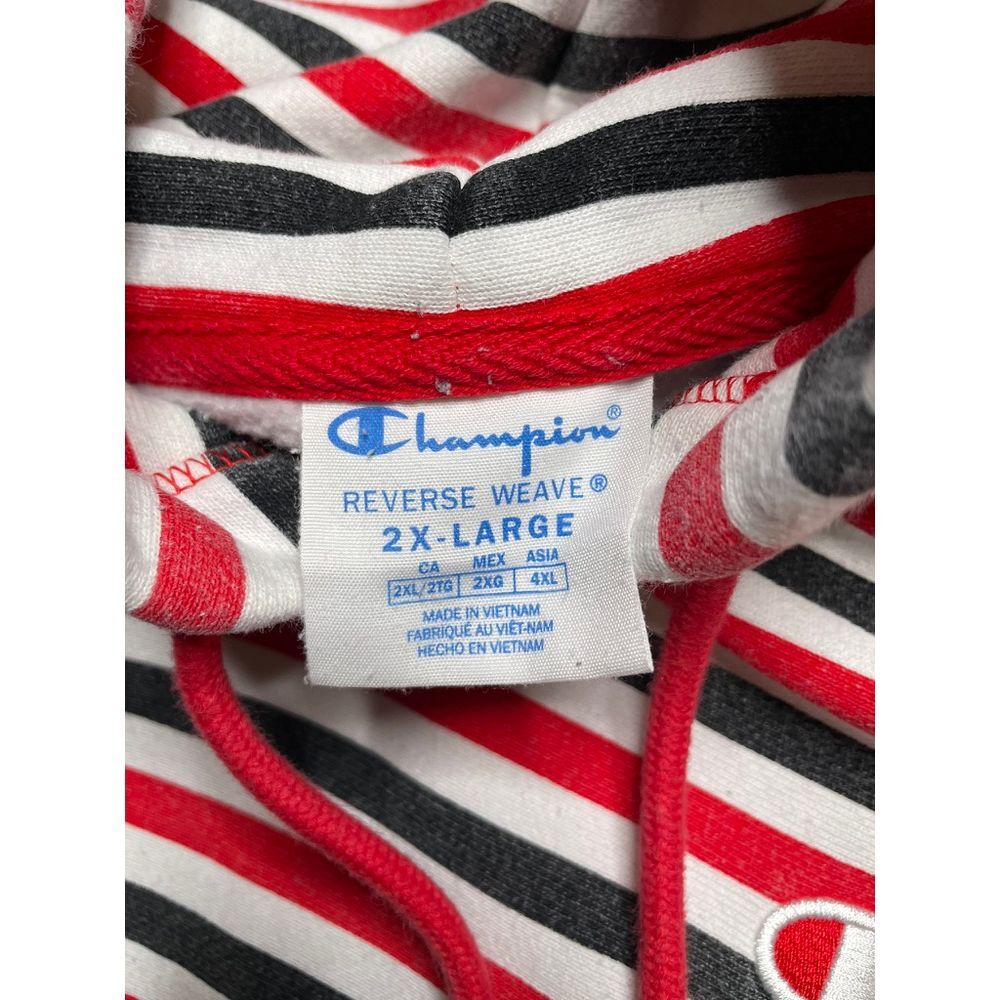 Champion®
REVERSE WEAVE®
2X-LARGE
CA MEX ASIA
2XL/2TG 2XG 4XL
MADE IN VIETNAM
FABRIQUÉ AU VIÊT-NAM
HECHO EN VIETNAM